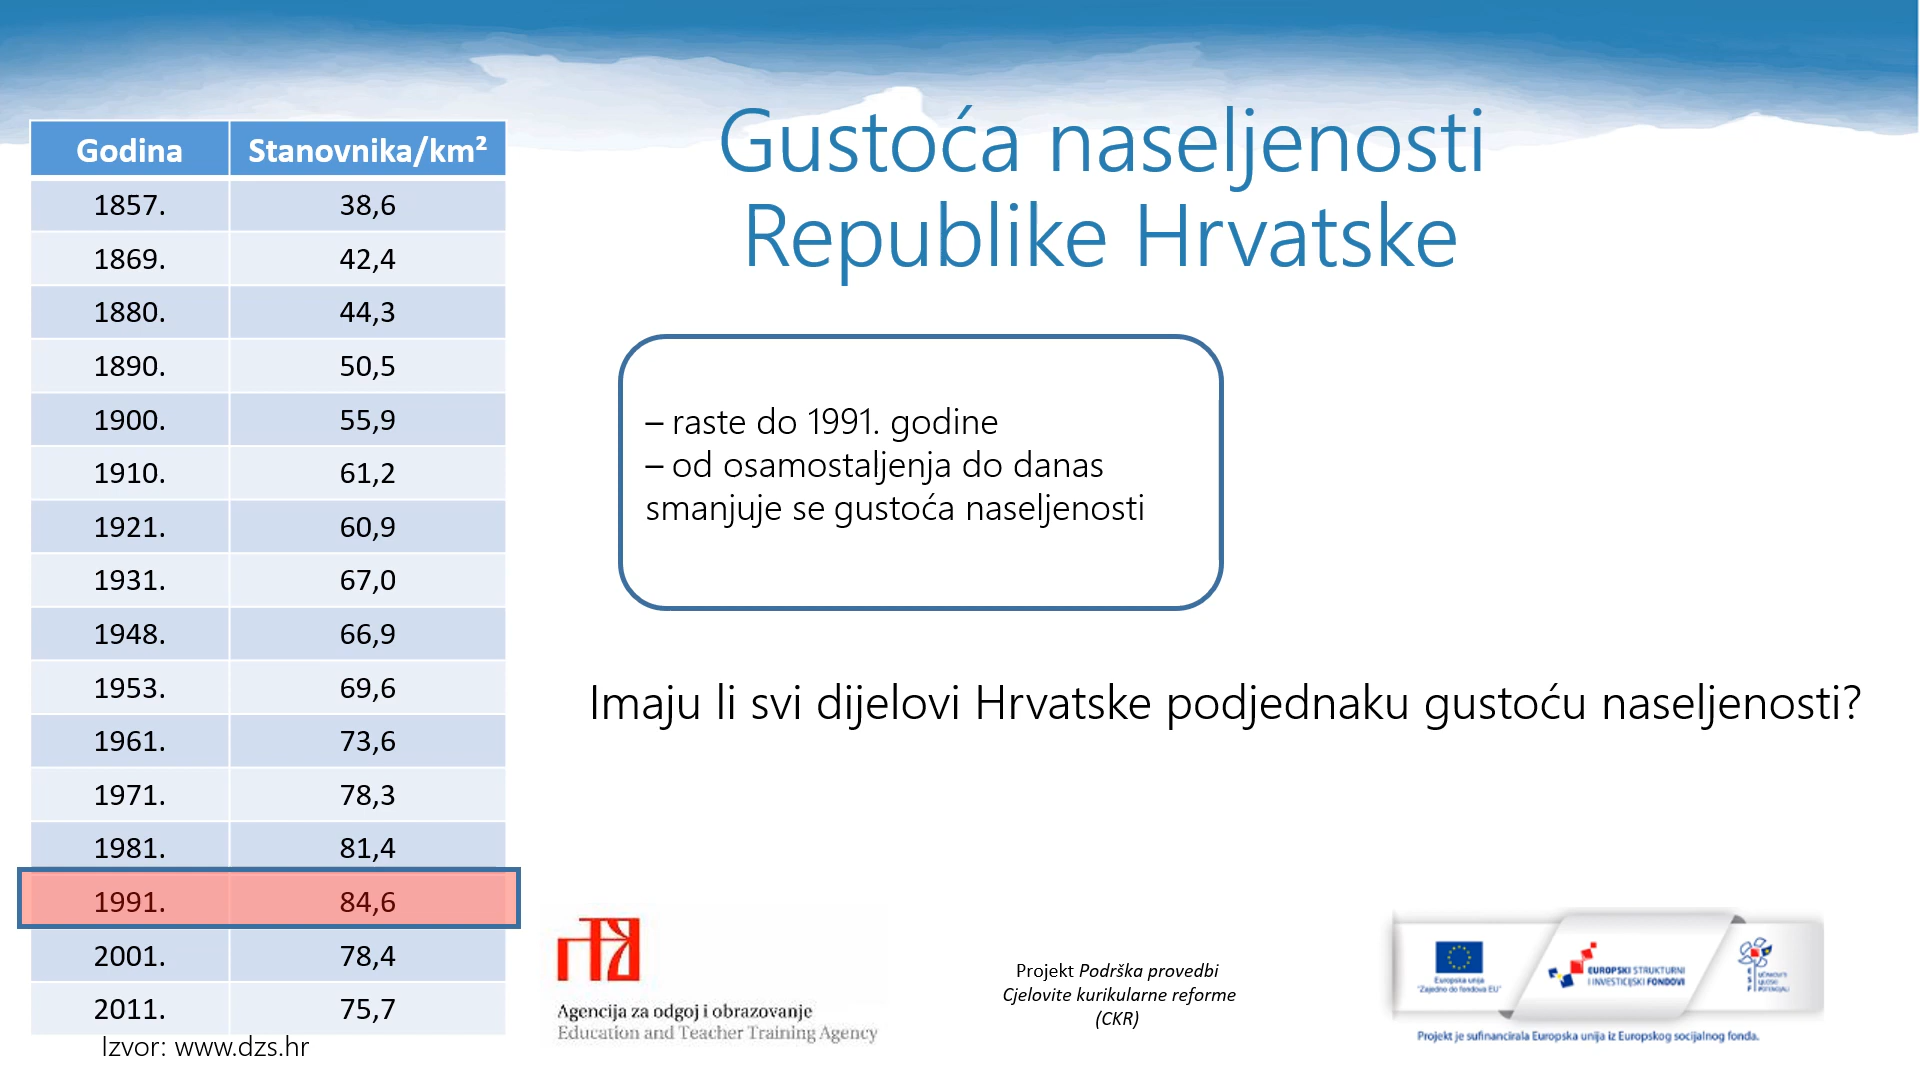 Gustoća naseljenosti
Republike Hrvatske
Godina Stanovnika/km²
1857. 38,6
1869. 42,4
1880. 44,3
1890. 50,5
1900. 55,9
1910. 61,2
1921. 60,9
1931. 67,0
1948. 66,9
1953. 69,6
1961. 73,6
1971. 78,3
1981. 81,4
1991. 84,6
2001. 78,4
2011. 75,7
Izvor: www.dzs.hr
– raste do 1991. godine
– od osamostaljenja do danas
smanjuje se gustoća naseljenosti
Imaju li svi dijelovi Hrvatske podjednaku gustoću naseljenosti?
Agencija za odgoj i obrazovanje
Education and Teacher Training Agency
Projekt Podrška provedbi
Cjelovite kurikularne reforme
(CKR)
Europska unija
"Zajedno do fondova EU"
EUROPSKI STRUKTURNI
I INVESTICIJSKI FONDOVI
Projekt je sufinancirala Europska unija iz Europskog socijalnog fonda.